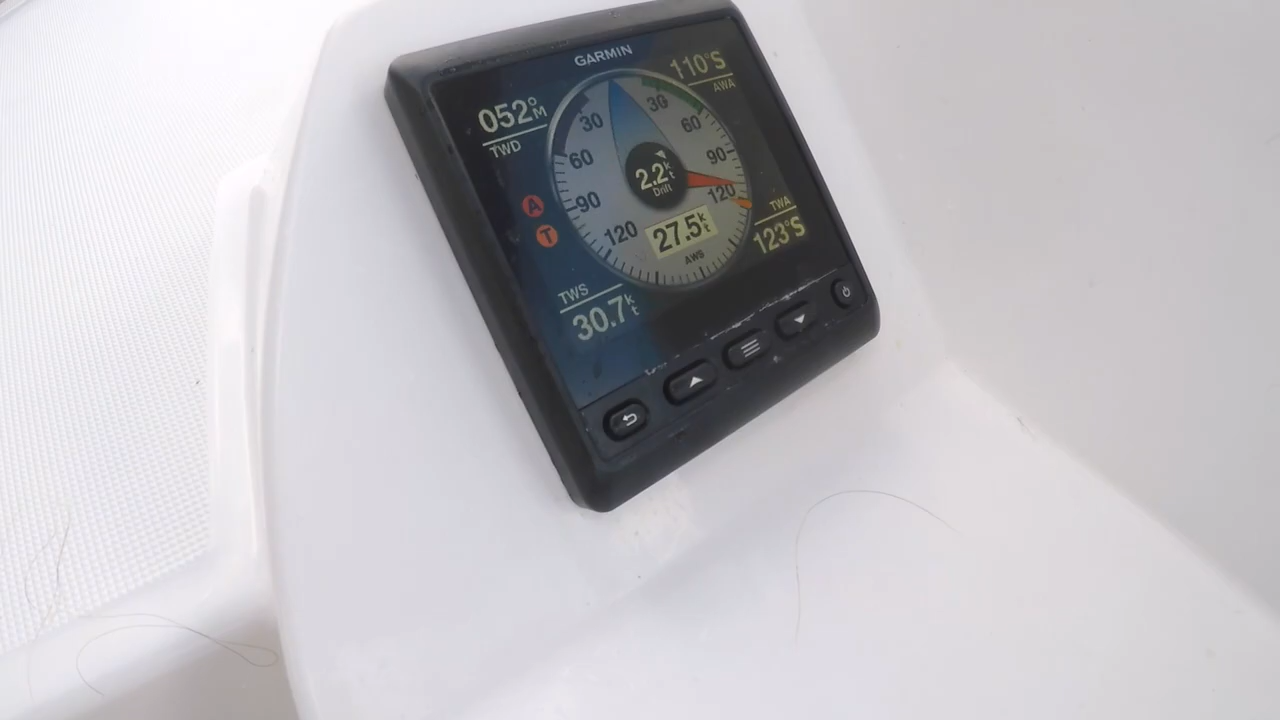 GARMIN
052°M
TWD
110°S
AWA
30
30
60
60
90
90
120
120
2.2kt
Drift
27.5kt
AWS
A
T
TWA
123°S
TWS
30.7kt